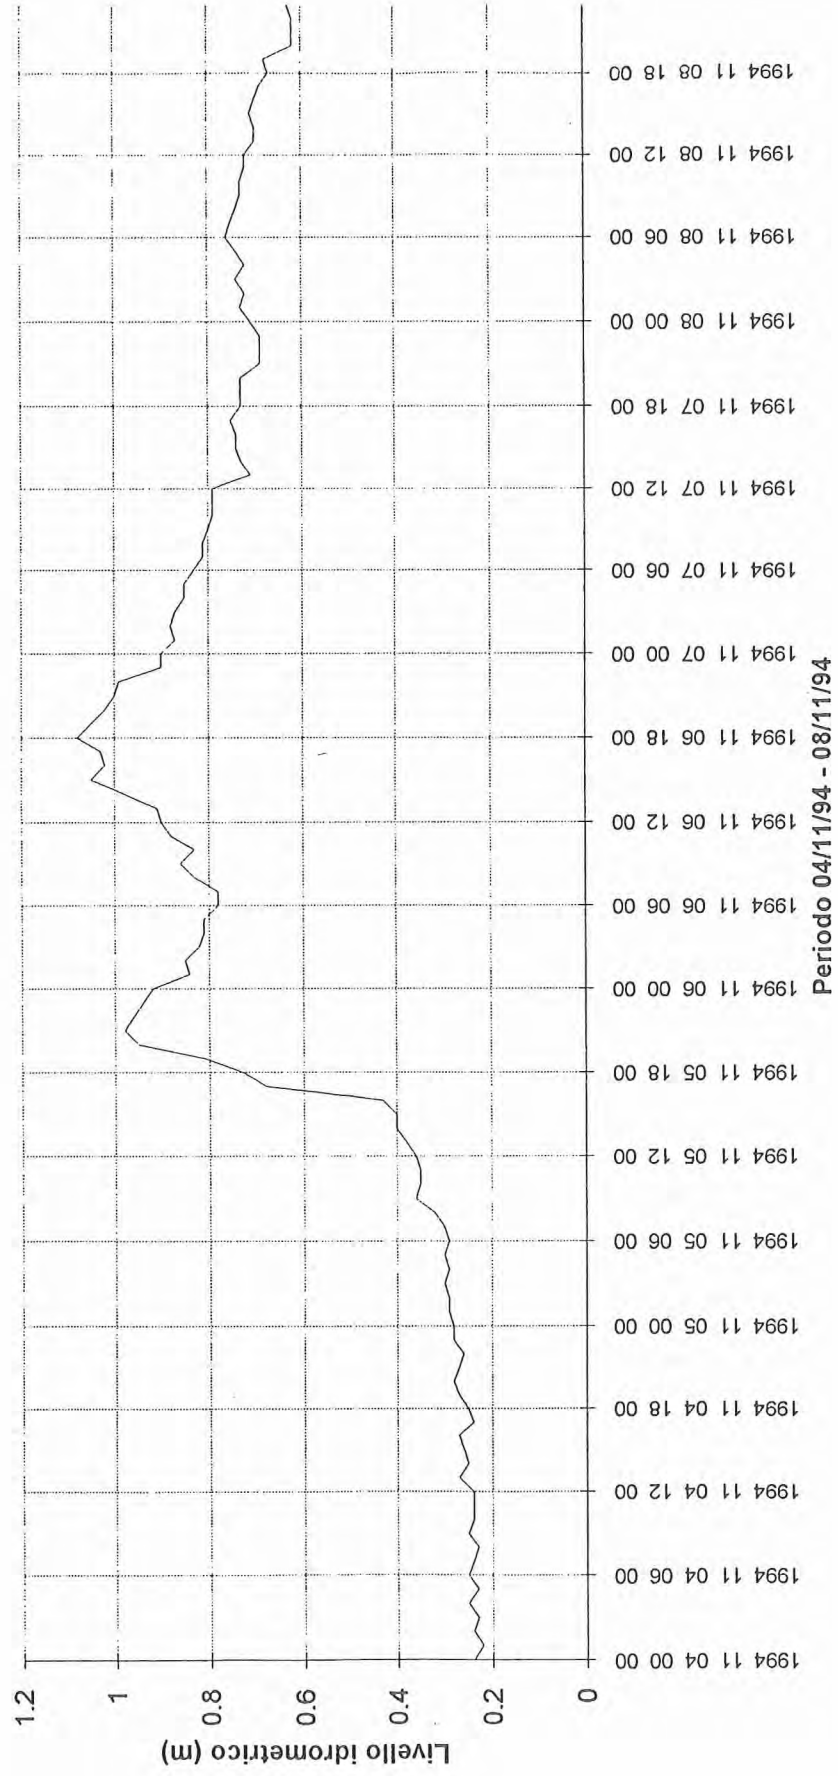 Livello idrometrico (m)
1.2
1
0.8
0.6
0.4
0.2
0
1994 11 04 00 00
1994 11 04 06 00
1994 11 04 12 00
1994 11 04 18 00
1994 11 05 00 00
1994 11 05 06 00
1994 11 05 12 00
1994 11 05 18 00
1994 11 06 00 00
1994 11 06 06 00
1994 11 06 12 00
1994 11 06 18 00
1994 11 07 00 00
1994 11 07 06 00
1994 11 07 12 00
1994 11 07 18 00
1994 11 08 00 00
1994 11 08 06 00
1994 11 08 12 00
1994 11 08 18 00
Periodo 04/11/94 - 08/11/94